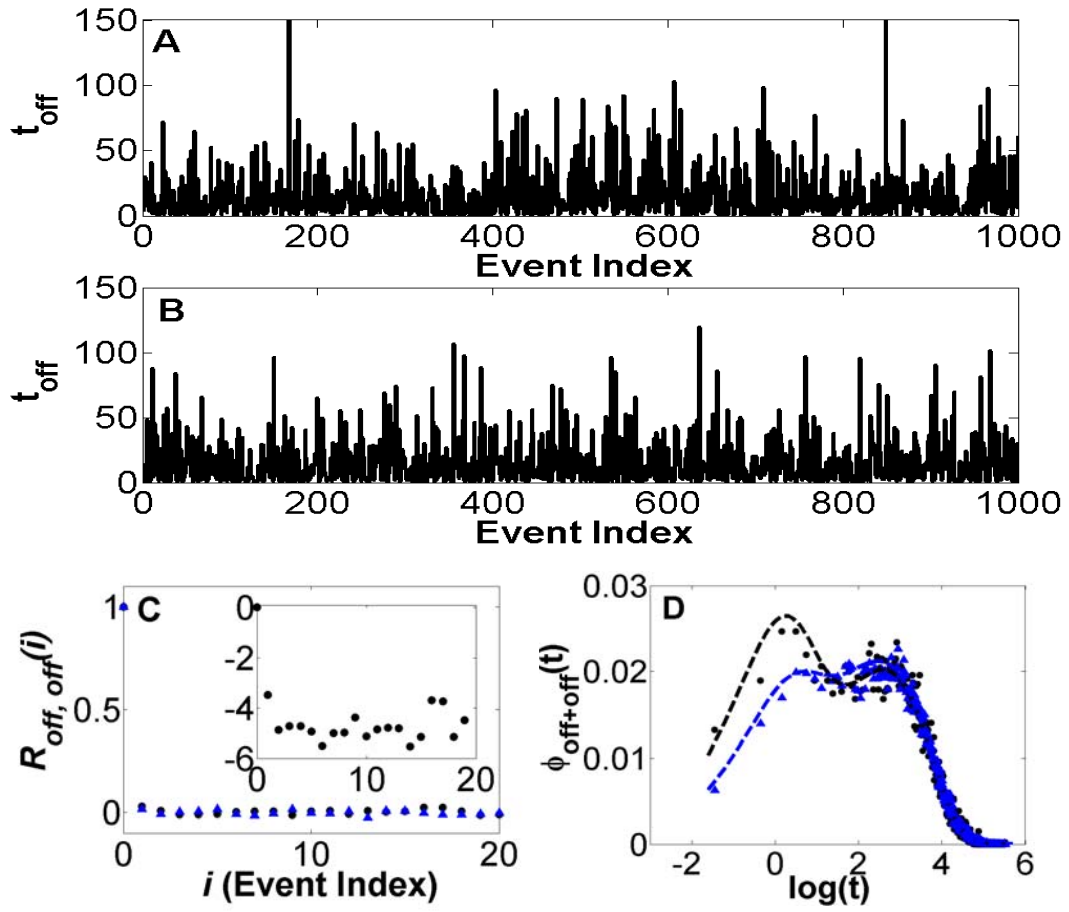 150
A
100
t_off
50
0
0 200 400 600 800 1000
Event Index
150
B
100
t_off
50
0
0 200 400 600 800 1000
Event Index
1 C 0
-2
-4
-6
0 10 20
0.5
0
R_off, off(i)
0 10 20
i (Event Index)
0.03
D
0.02
0.01
0
ϕ_off+off(t)
-2 0 2 4 6
log(t)